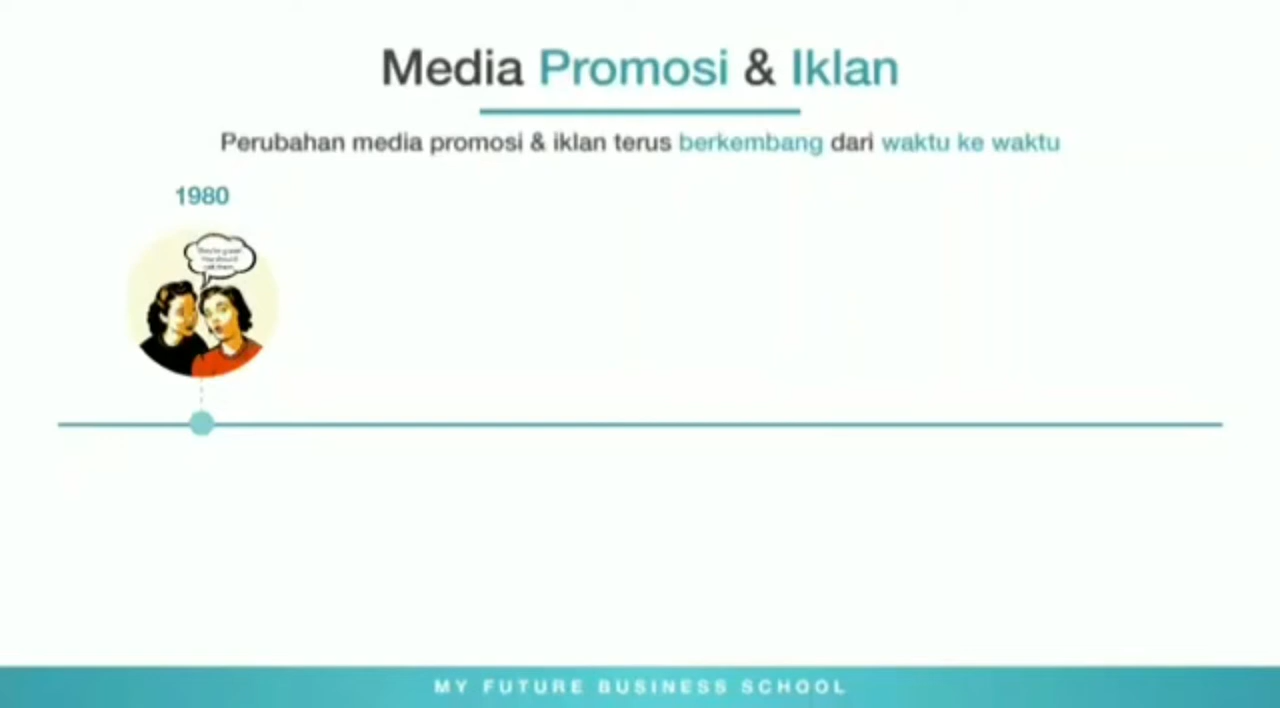 Media Promosi & Iklan
Perubahan media promosi & iklan terus berkembang dari waktu ke waktu
1980
MY FUTURE BUSINESS SCHOOL